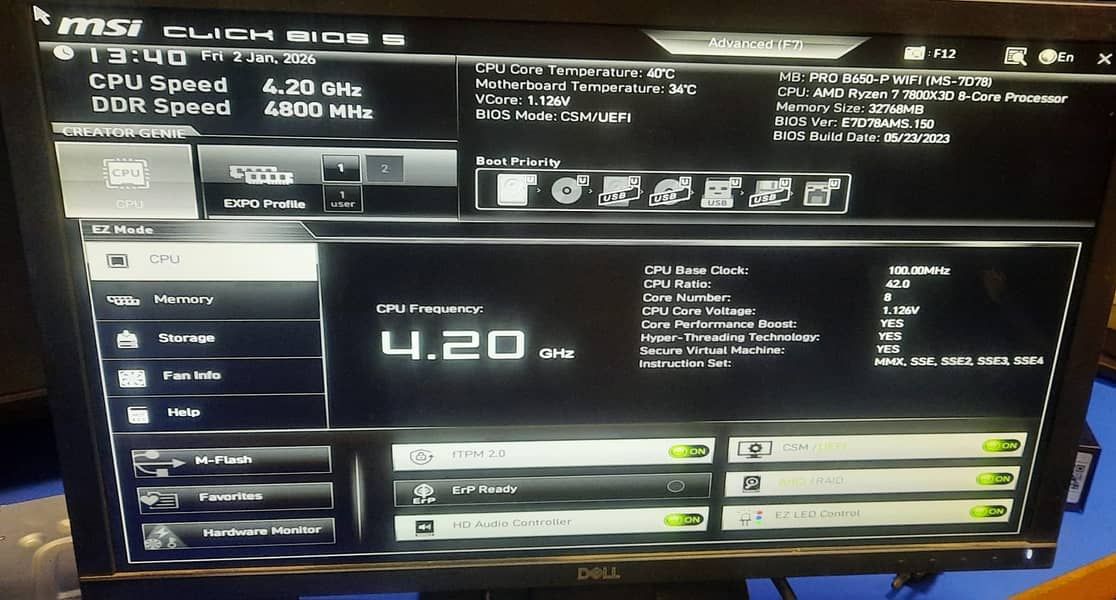 msi CLICK BIOS 5
Advanced (F7)
: F12
En
X
13:40 Fri 2 Jan, 2026
CPU Speed 4.20 GHz
DDR Speed 4800 MHz
CPU Core Temperature: 40°C
Motherboard Temperature: 34°C
VCore: 1.126V
BIOS Mode: CSM/UEFI
MB: PRO B650-P WIFI (MS-7D78)
CPU: AMD Ryzen 7 7800X3D 8-Core Processor
Memory Size: 32768MB
BIOS Ver: E7D78AMS.150
BIOS Build Date: 05/23/2023
CREATOR GENIE
CPU
CPU
EXPO Profile
1
2
1
user
Boot Priority
U
U
USB U
USB U
USB U
USB U
U
EZ Mode
CPU
Memory
Storage
Fan Info
Help
CPU Frequency:
4.20 GHz
CPU Base Clock: 100.00MHz
CPU Ratio: 42.0
Core Number: 8
CPU Core Voltage: 1.126V
Core Performance Boost: YES
Hyper-Threading Technology: YES
Secure Virtual Machine: YES
Instruction Set: MMX, SSE, SSE2, SSE3, SSE4
M-Flash
Favorites
Hardware Monitor
fTPM 2.0 ON
ErP ErP Ready
HD Audio Controller ON
CSM /UEFI ON
AHCI /RAID ON
EZ LED Control ON
DELL